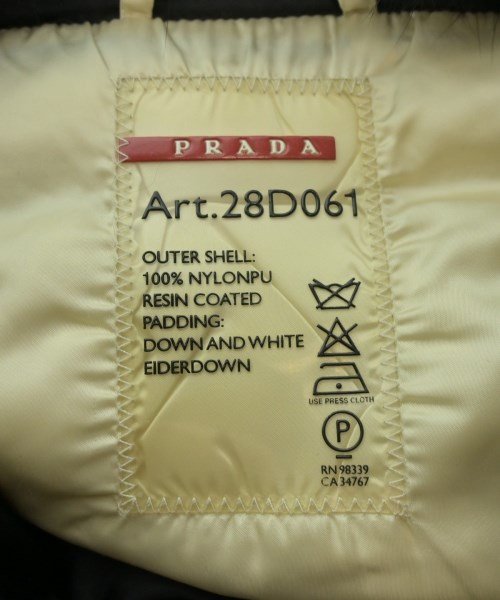 PRADA
Art.28D061
OUTER SHELL:
100% NYLONPU
RESIN COATED
PADDING:
DOWN AND WHITE
EIDERDOWN
USE PRESS CLOTH
P
RN 98339
CA 34767